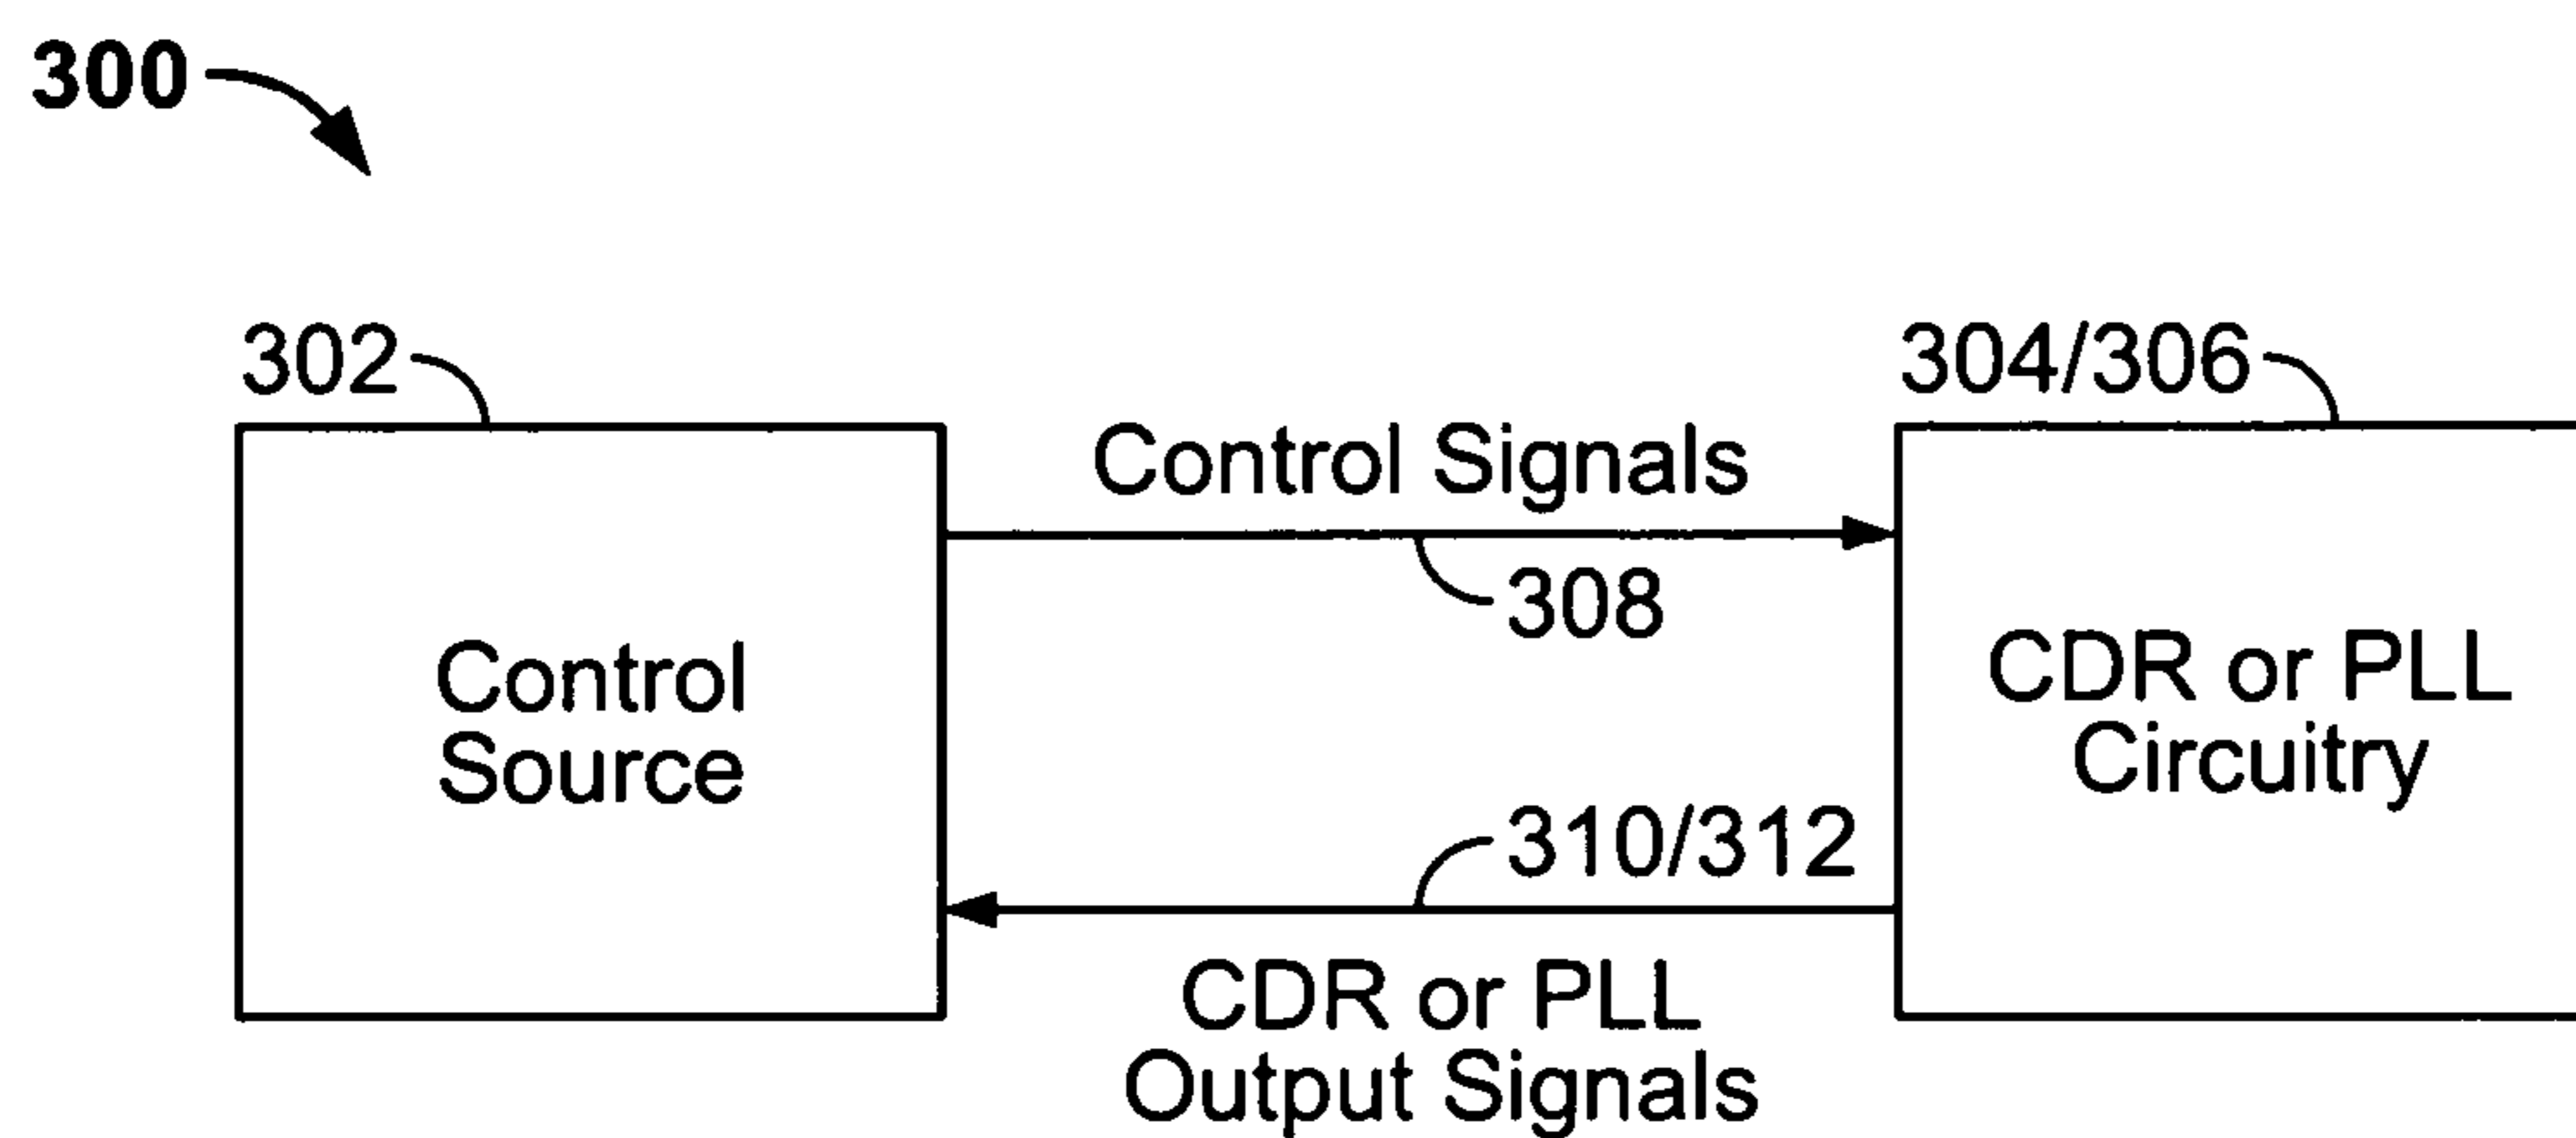 300
302
304/306
Control Signals
308
Control
Source
CDR or PLL
Circuitry
310/312
CDR or PLL
Output Signals